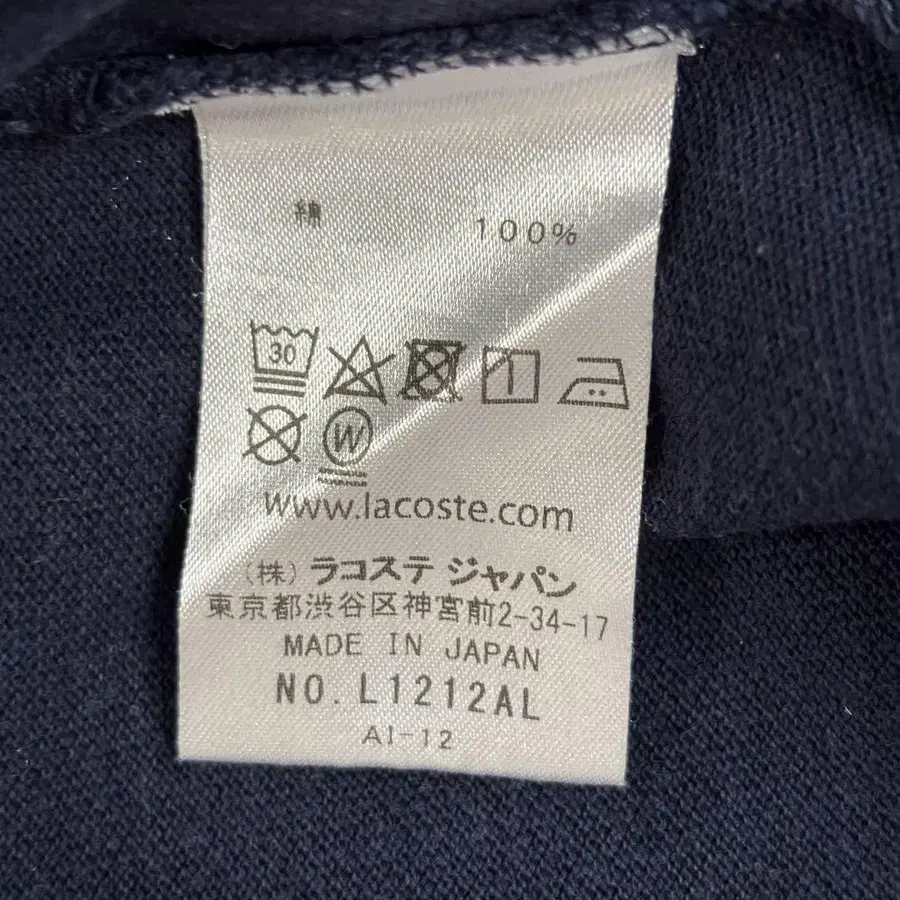 綿 100%
30
W
www.lacoste.com
(株) ラコステ ジャパン
東京都渋谷区神宮前2-34-17
MADE IN JAPAN
NO. L1212AL
AI-12